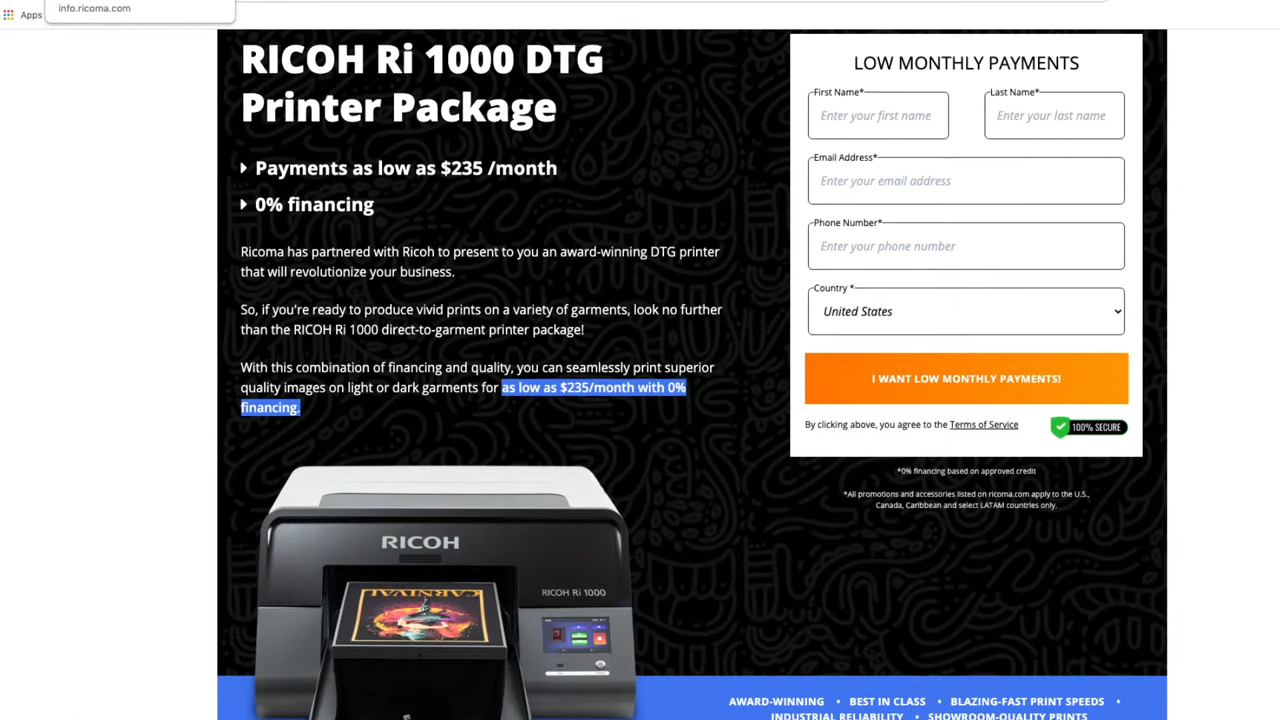 info.ricoma.com
Apps
RICOH Ri 1000 DTG
Printer Package
Payments as low as $235 /month
0% financing
Ricoma has partnered with Ricoh to present to you an award-winning DTG printer
that will revolutionize your business.
So, if you're ready to produce vivid prints on a variety of garments, look no further
than the RICOH Ri 1000 direct-to-garment printer package!
With this combination of financing and quality, you can seamlessly print superior
quality images on light or dark garments for as low as $235/month with 0%
financing.
RICOH
RICOH Ri 1000
CARNIVAL
LOW MONTHLY PAYMENTS
First Name*
Enter your first name
Last Name*
Enter your last name
Email Address*
Enter your email address
Phone Number*
Enter your phone number
Country *
United States
I WANT LOW MONTHLY PAYMENTS!
By clicking above, you agree to the Terms of Service
100% SECURE
*0% financing based on approved credit
*All promotions and accessories listed on ricoma.com apply to the U.S.,
Canada, Caribbean and select LATAM countries only.
AWARD-WINNING • BEST IN CLASS • BLAZING-FAST PRINT SPEEDS •
INDUSTRIAL RELIABILITY • SHOWROOM-QUALITY PRINTS